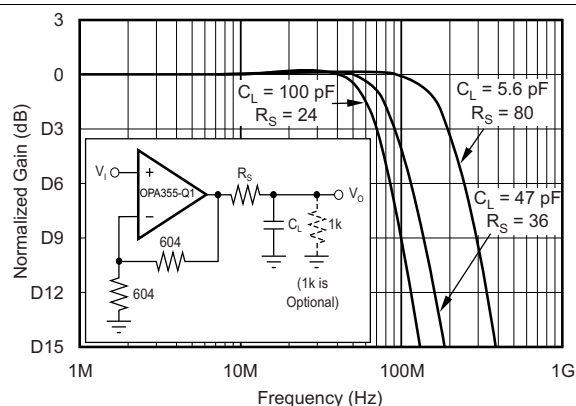 3
0
D3
D6
D9
D12
D15
Normalized Gain (dB)
C_L = 100 pF
R_S = 24
C_L = 5.6 pF
R_S = 80
C_L = 47 pF
R_S = 36
V_I
+
OPA355-Q1
−
R_S
V_O
C_L
1k
604
604
(1k is
Optional)
1M
10M
100M
1G
Frequency (Hz)